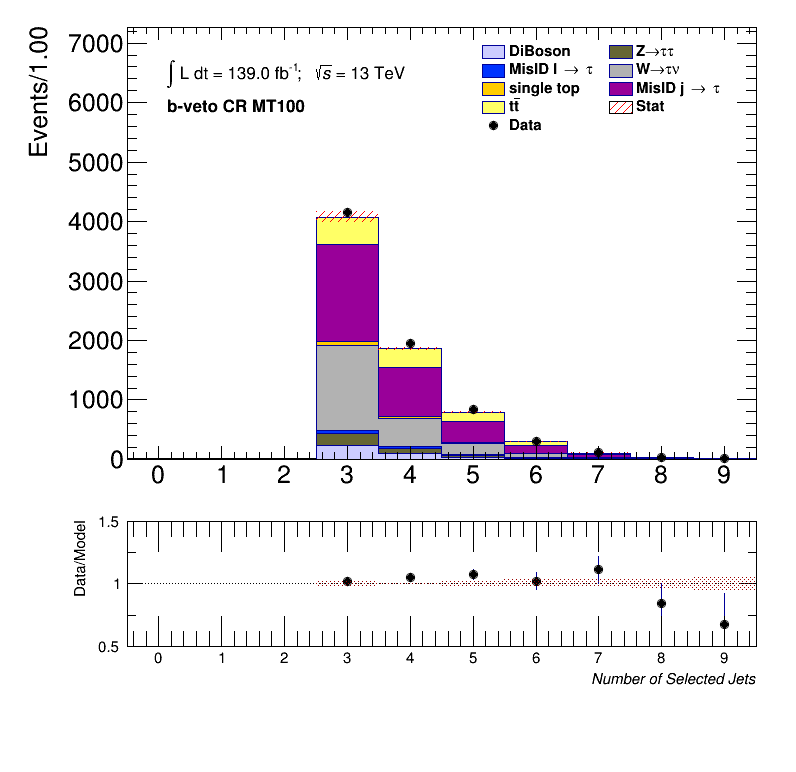 Events/1.00
7000
6000
5000
4000
3000
2000
1000
0
∫ L dt = 139.0 fb⁻¹; √s = 13 TeV
b-veto CR MT100
DiBoson
MisID l → τ
single top
tt̄
Data
Z→ττ
W→τν
MisID j → τ
Stat
0 1 2 3 4 5 6 7 8 9
Data/Model
1.5
1
0.5
0 1 2 3 4 5 6 7 8 9
Number of Selected Jets